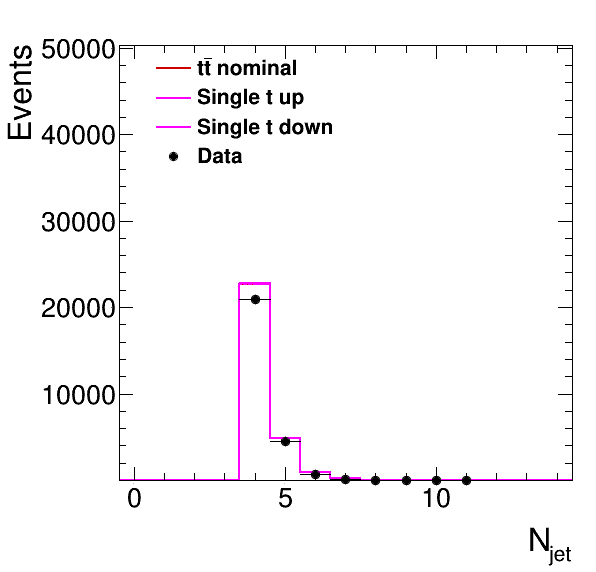 Events
50000
40000
30000
20000
10000
tt̄ nominal
Single t up
Single t down
Data
0 5 10
N_jet